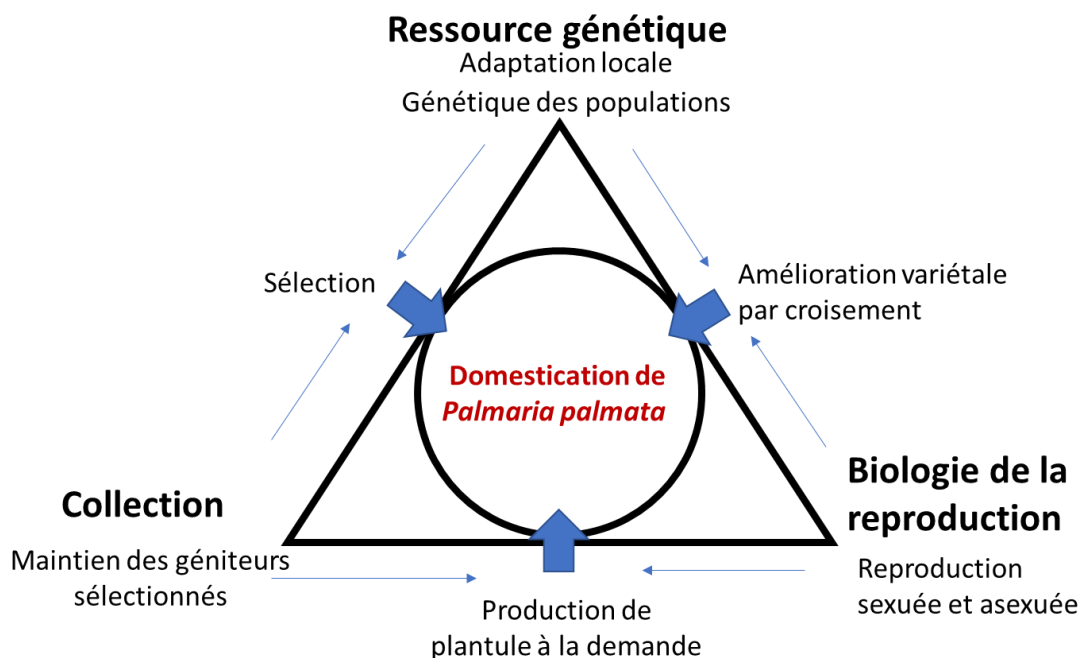 Ressource génétique
Adaptation locale
Génétique des populations
Sélection
Amélioration variétale
par croisement
Domestication de
Palmaria palmata
Collection
Maintien des géniteurs
sélectionnés
Biologie de la
reproduction
Reproduction
sexuée et asexuée
Production de
plantule à la demande